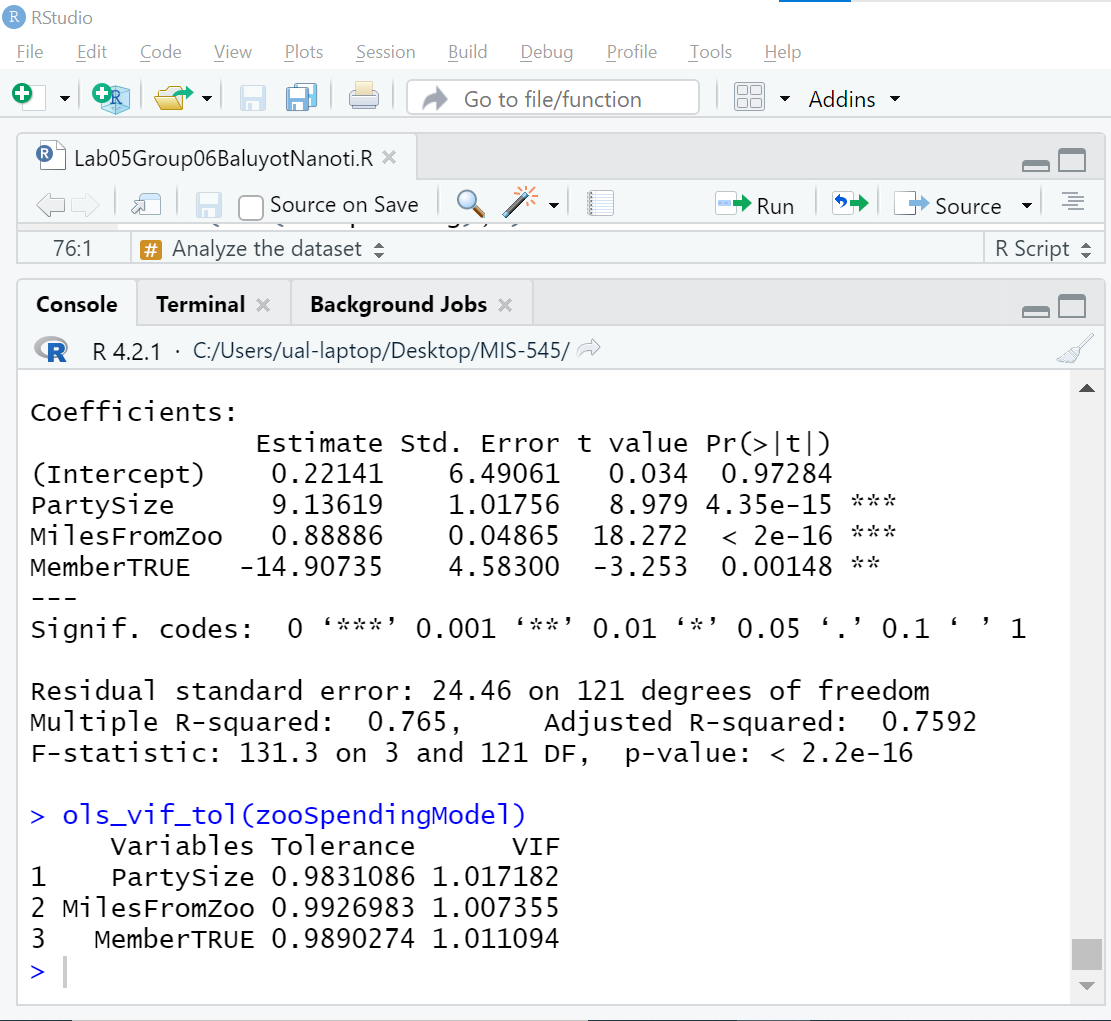 R RStudio
File Edit Code View Plots Session Build Debug Profile Tools Help
R Go to file/function Addins
R Lab05Group06BaluyotNanoti.R
Source on Save Run Source
76:1 # Analyze the dataset R Script
Console Terminal Background Jobs
R R 4.2.1 · C:/Users/ual-laptop/Desktop/MIS-545/
Coefficients:
Estimate Std. Error t value Pr(>|t|)
(Intercept) 0.22141 6.49061 0.034 0.97284
PartySize 9.13619 1.01756 8.979 4.35e-15 ***
MilesFromZoo 0.88886 0.04865 18.272 < 2e-16 ***
MemberTRUE -14.90735 4.58300 -3.253 0.00148 **
---
Signif. codes: 0 ‘***’ 0.001 ‘**’ 0.01 ‘*’ 0.05 ‘.’ 0.1 ‘ ’ 1
Residual standard error: 24.46 on 121 degrees of freedom
Multiple R-squared: 0.765, Adjusted R-squared: 0.7592
F-statistic: 131.3 on 3 and 121 DF, p-value: < 2.2e-16
> ols_vif_tol(zooSpendingModel)
Variables Tolerance VIF
1 PartySize 0.9831086 1.017182
2 MilesFromZoo 0.9926983 1.007355
3 MemberTRUE 0.9890274 1.011094
>